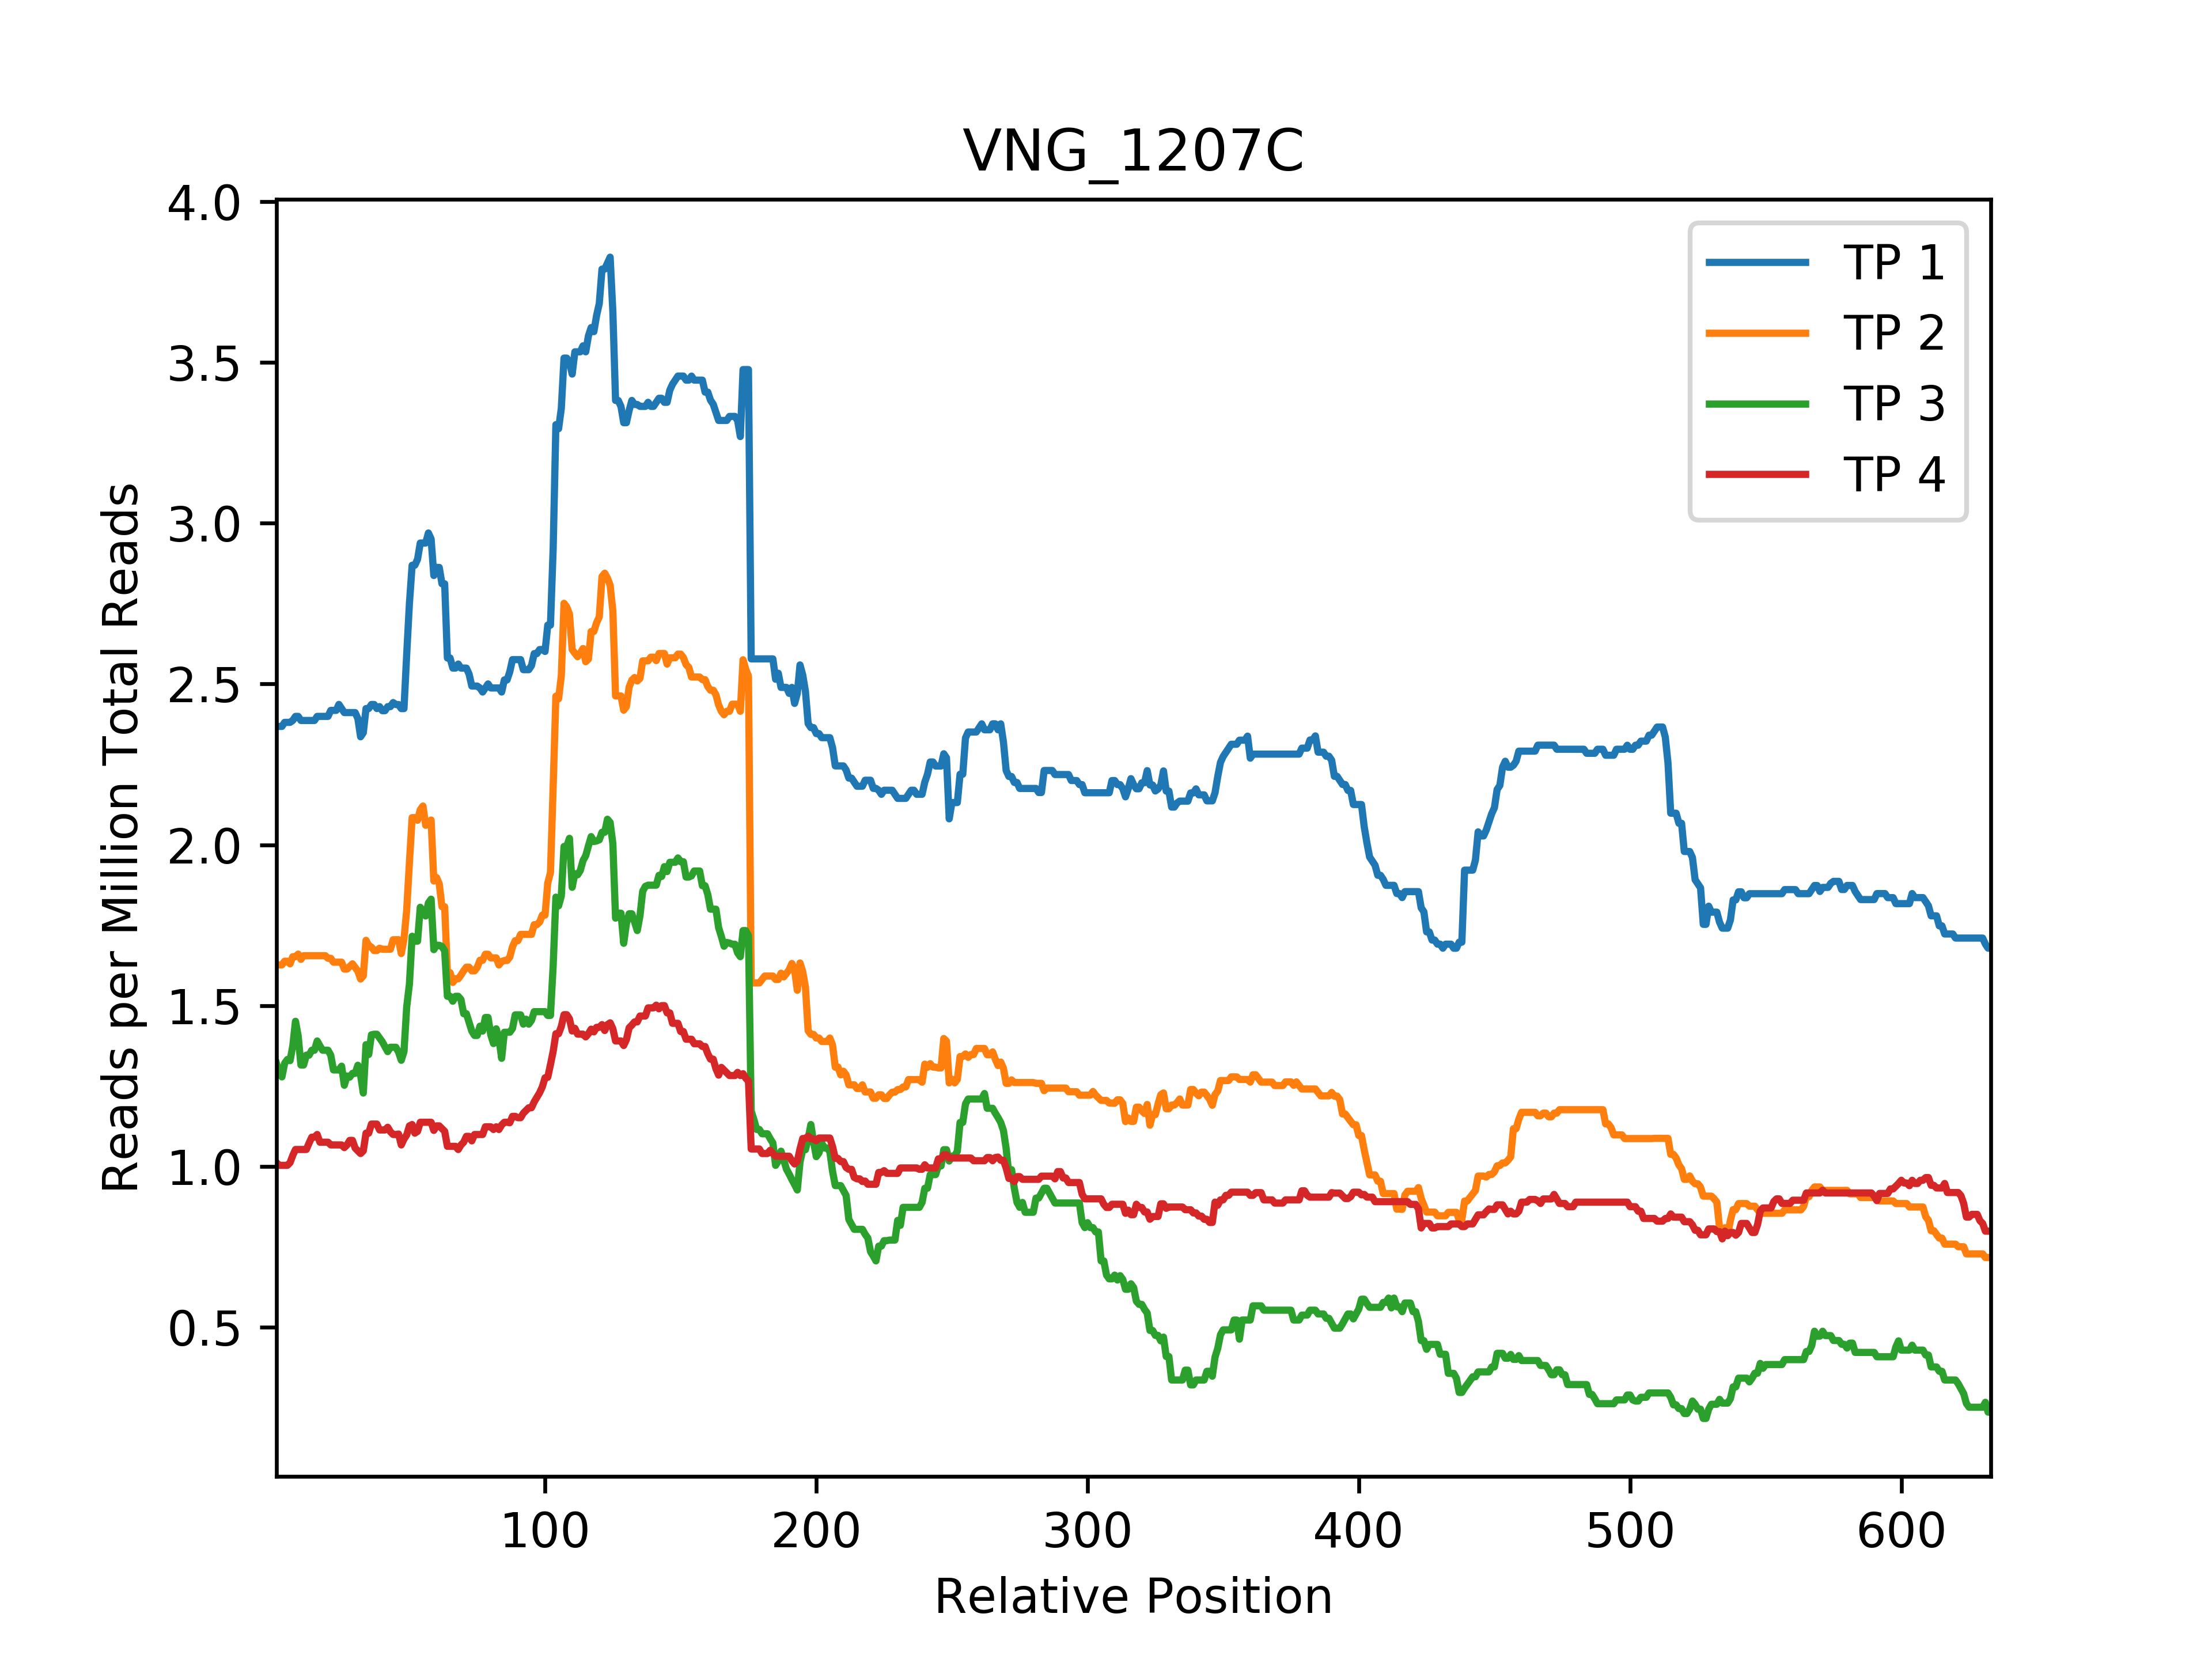 VNG_1207C
4.0
3.5
3.0
2.5
2.0
1.5
1.0
0.5
Reads per Million Total Reads
TP 1
TP 2
TP 3
TP 4
100 200 300 400 500 600
Relative Position